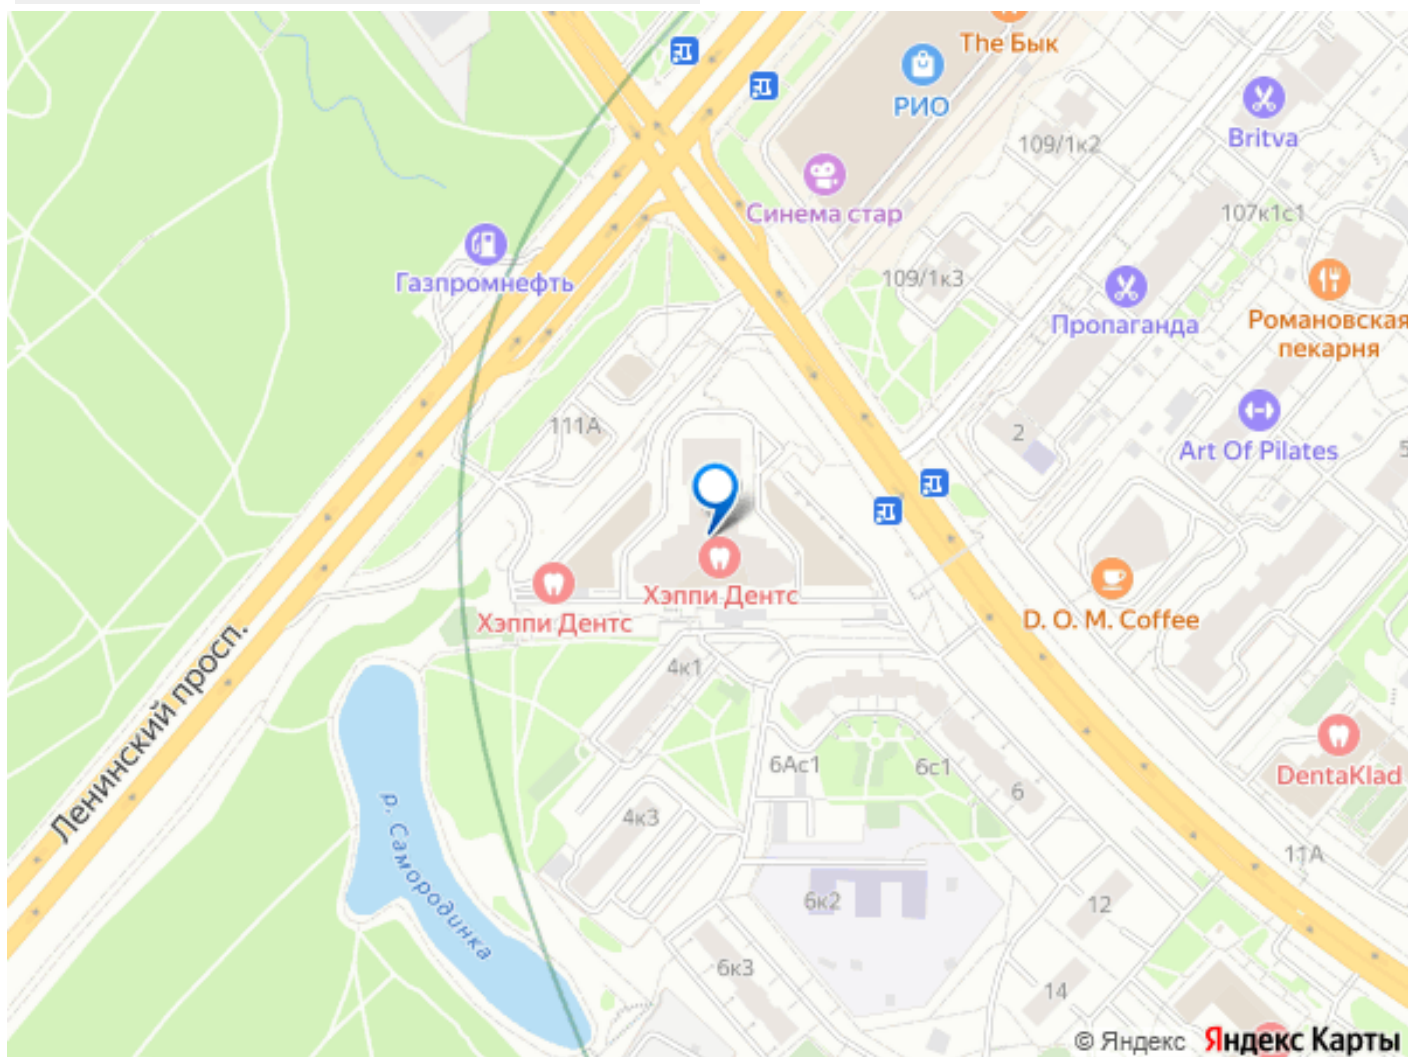 The Бык
РИО
Britva
109/1к2
Синема стар
107к1с1
Газпромнефть
109/1к3
Пропаганда
Романовская
пекарня
111А
2
Art Of Pilates
5
Хэппи Дентс
D. O. M. Coffee
Хэппи Дентс
Ленинский просп.
4к1
6Ас1
6с1
6
DentaKlad
р. Самородинка
4к3
11А
6к2
12
6к3
14
© Яндекс Яндекс Карты